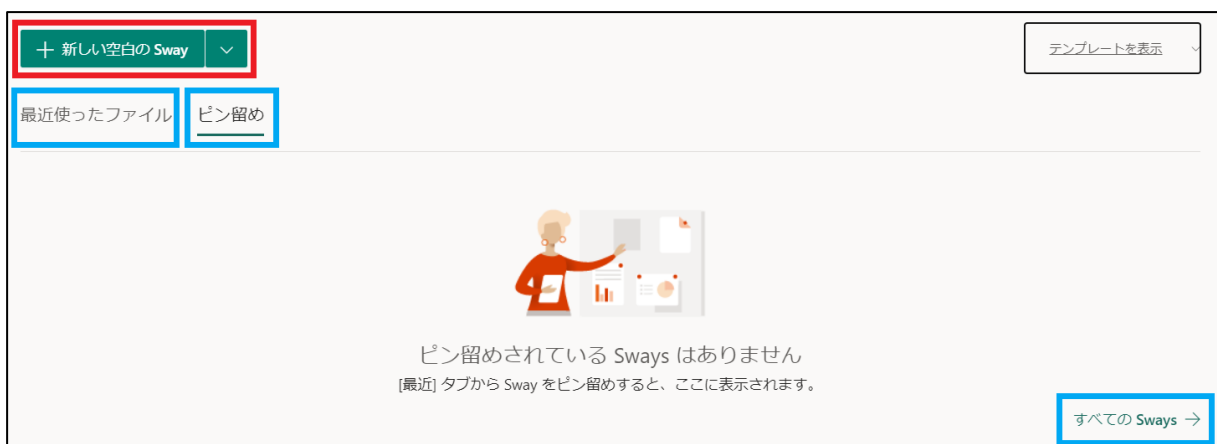 ＋ 新しい空白の Sway
テンプレートを表示
最近使ったファイル ピン留め
ピン留めされている Sways はありません
[最近] タブから Sway をピン留めすると、ここに表示されます。
すべての Sways →